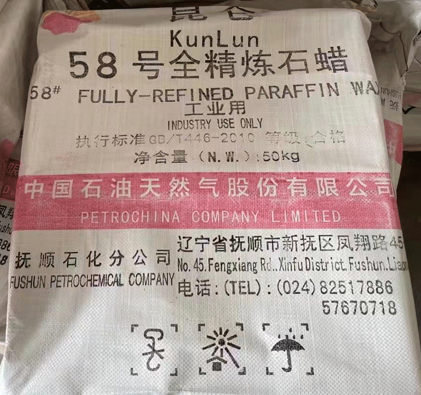 昆仑
KunLun
58号全精炼石蜡
58# FULLY-REFINED PARAFFIN WAX
工业用
INDUSTRY USE ONLY
执行标准GB/T446-2010 等级 合格
净含量 (N.W.):50kg
中国石油天然气股份有限公司
PETROCHINA COMPANY LIMITED
抚顺石化分公司
FUSHUN PETROCHEMICAL COMPANY
辽宁省抚顺市新抚区凤翔路45
No.45.Fengxiang Rd.,Xinfu District.Fushun.Liaon
电话:(TEL):(024)82517886
57670718